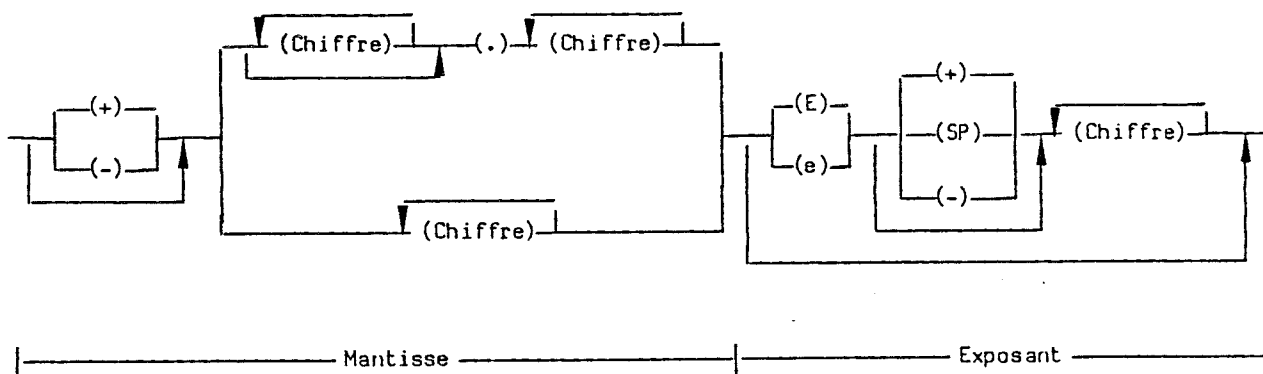 (Chiffre) (.) (Chiffre)
(+) (E) (+)
(SP) (Chiffre)
(-) (e) (-)
(Chiffre)
Mantisse Exposant